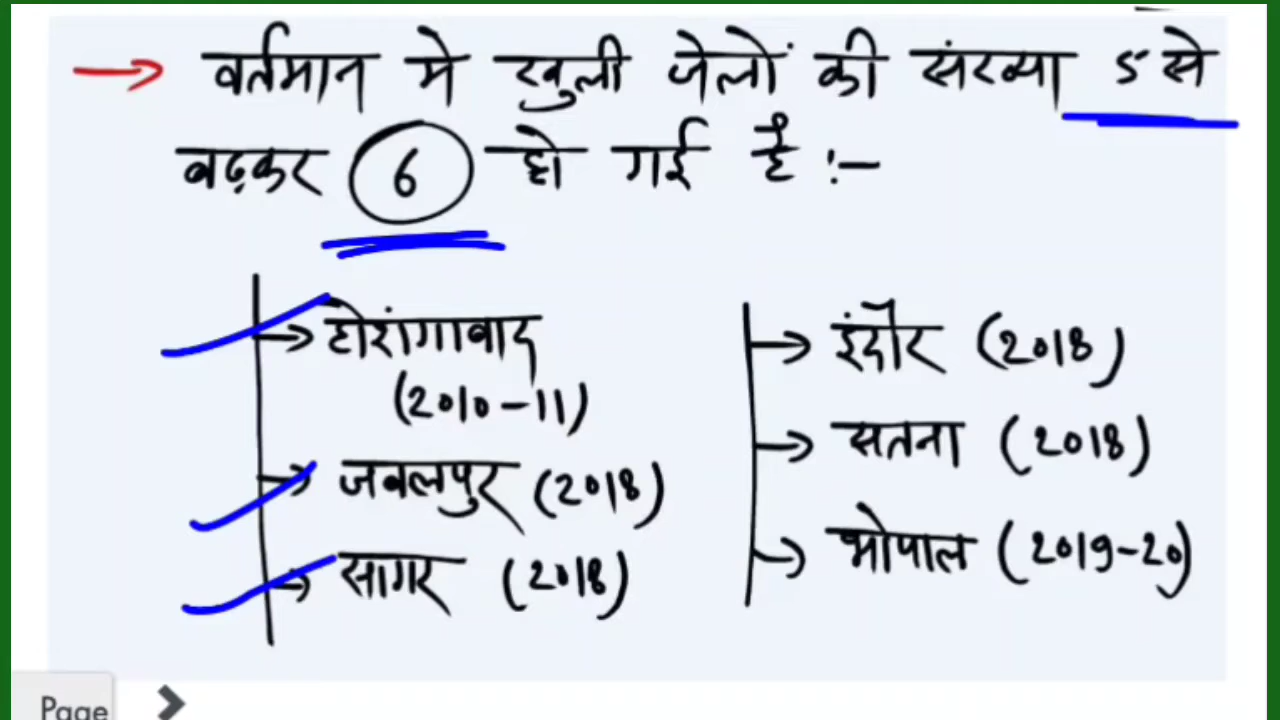 → वर्तमान मे खुली जेलों की संख्या 5 से
बढ़कर 6 हो गई है :-
→ होशंगाबाद
(2010-11)
→ जबलपुर (2018)
→ सागर (2018)
→ इंदौर (2018)
→ सतना (2018)
→ भोपाल (2019-20)
Page